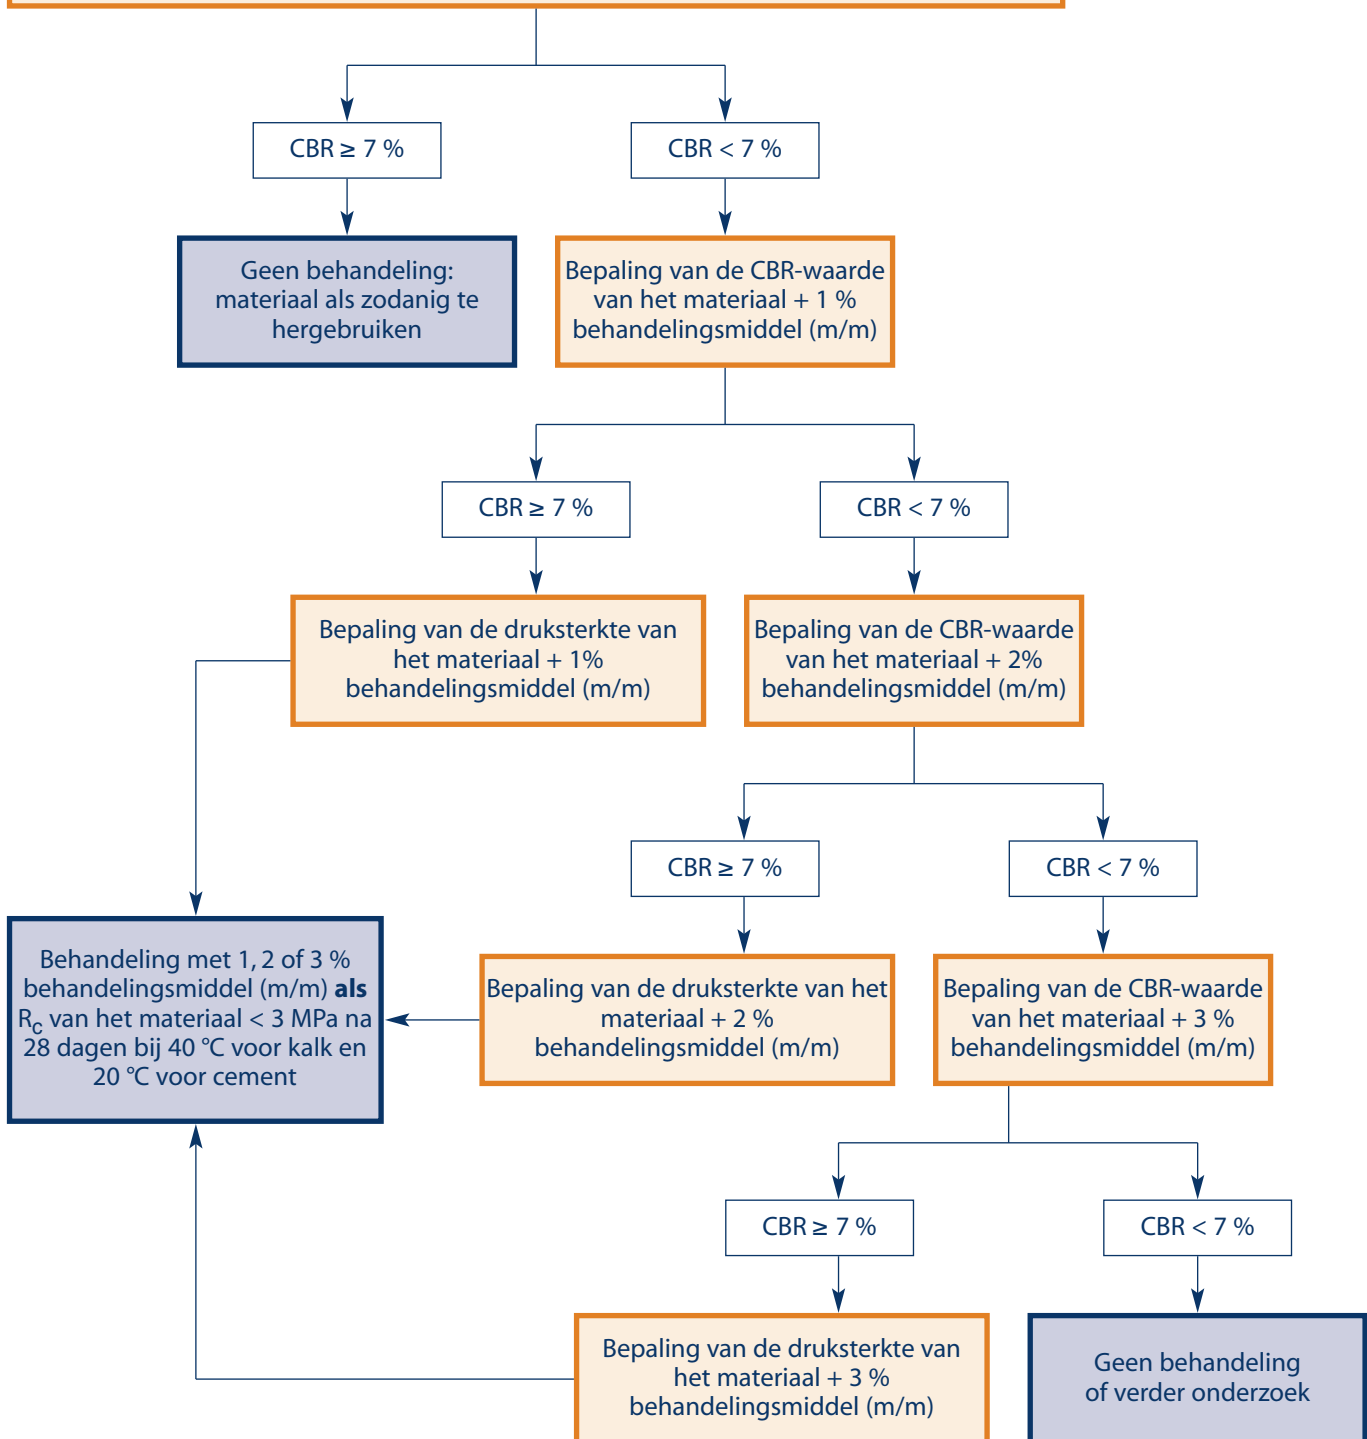 CBR ≥ 7 %
CBR < 7 %
Geen behandeling:
materiaal als zodanig te
hergebruiken
Bepaling van de CBR-waarde
van het materiaal + 1 %
behandelingsmiddel (m/m)
CBR ≥ 7 %
CBR < 7 %
Bepaling van de druksterkte van
het materiaal + 1%
behandelingsmiddel (m/m)
Bepaling van de CBR-waarde
van het materiaal + 2%
behandelingsmiddel (m/m)
CBR ≥ 7 %
CBR < 7 %
Behandeling met 1, 2 of 3 %
behandelingsmiddel (m/m) als
Rc van het materiaal < 3 MPa na
28 dagen bij 40 °C voor kalk en
20 °C voor cement
Bepaling van de druksterkte van het
materiaal + 2 %
behandelingsmiddel (m/m)
Bepaling van de CBR-waarde
van het materiaal + 3 %
behandelingsmiddel (m/m)
CBR ≥ 7 %
CBR < 7 %
Bepaling van de druksterkte van
het materiaal + 3 %
behandelingsmiddel (m/m)
Geen behandeling
of verder onderzoek